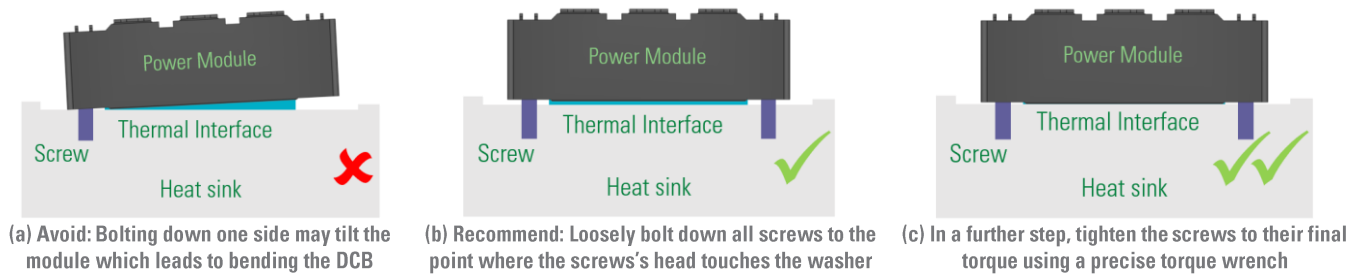 Power Module
Thermal Interface
Screw
Heat sink
(a) Avoid: Bolting down one side may tilt the
module which leads to bending the DCB
Power Module
Thermal Interface
Screw
Heat sink
(b) Recommend: Loosely bolt down all screws to the
point where the screws's head touches the washer
Power Module
Thermal Interface
Screw
Heat sink
(c) In a further step, tighten the screws to their final
torque using a precise torque wrench